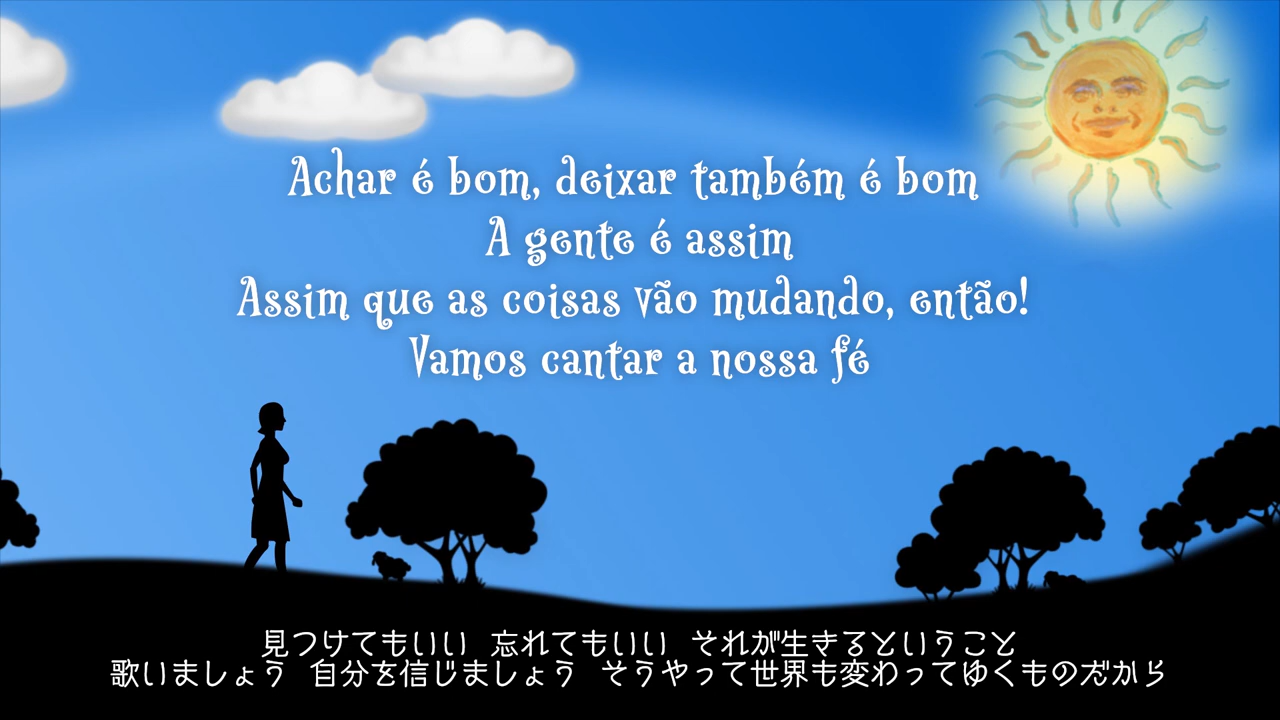 Achar é bom, deixar também é bom
A gente é assim
Assim que as coisas vão mudando, então!
Vamos cantar a nossa fé
見つけてもいい 忘れてもいい それが生きるということ
歌いましょう 自分を信じましょう そうやって世界も変わってゆくものだから